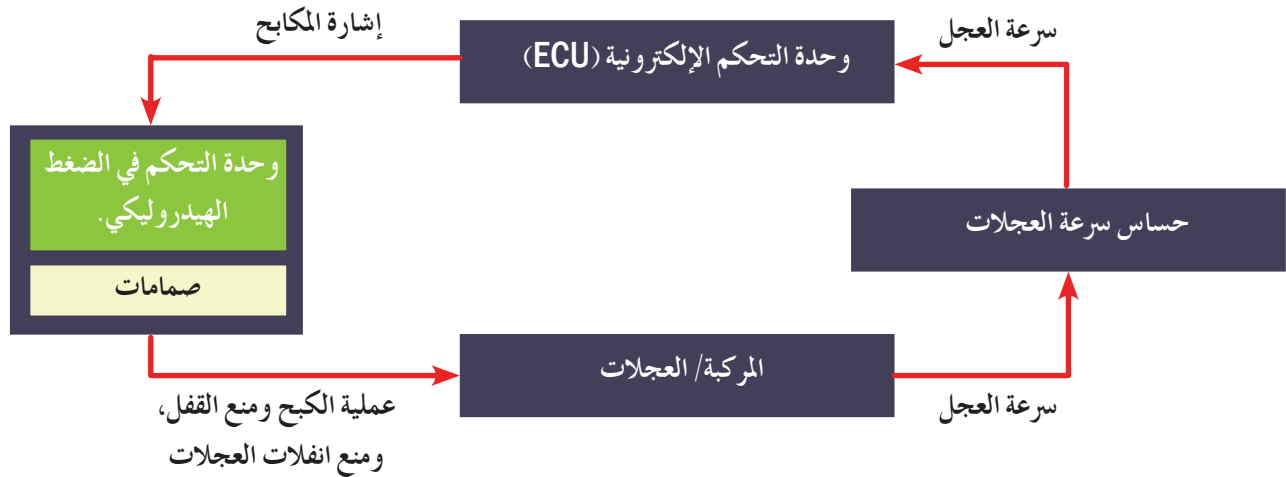 سرعة العجل
وحدة التحكم الإلكترونية (ECU)
إشارة المكابح
وحدة التحكم في الضغط
الهيدروليكي.
صمامات
حساس سرعة العجلات
المركبة/ العجلات
سرعة العجل
عملية الكبح ومنع القفل،
ومنع انفلات العجلات